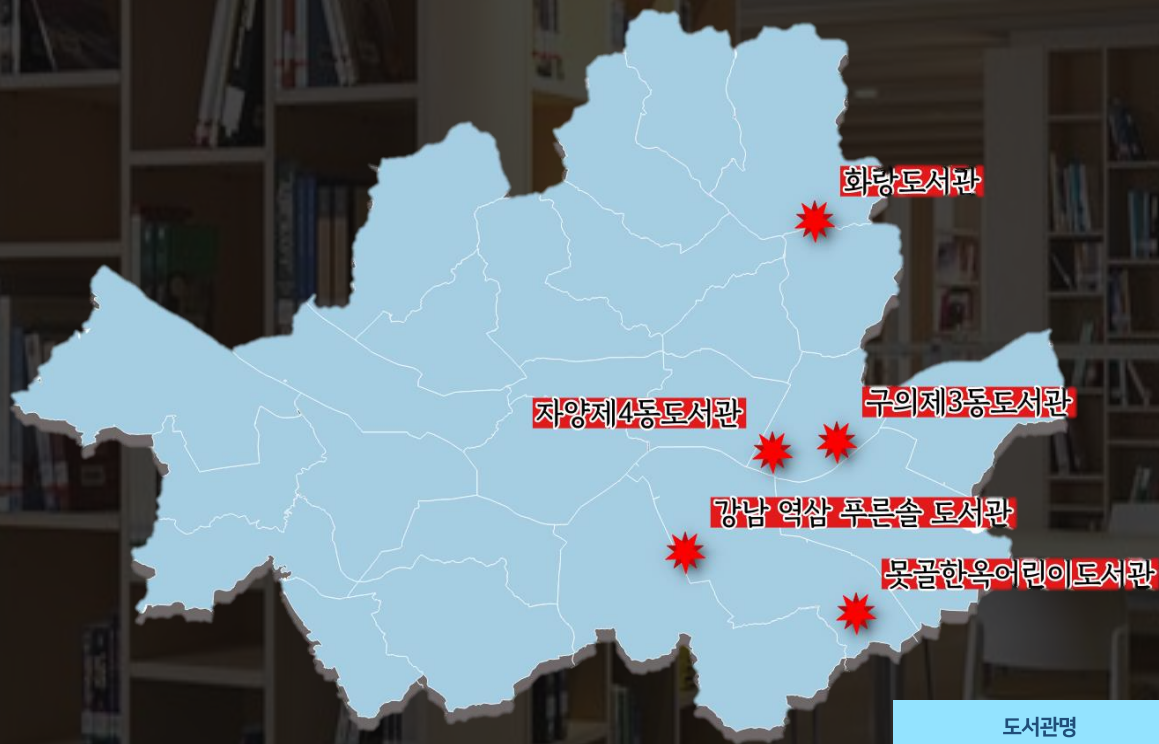 화랑도서관
구의제3동도서관
자양제4동도서관
강남 역삼 푸른솔 도서관
못골한옥어린이도서관
도서관명